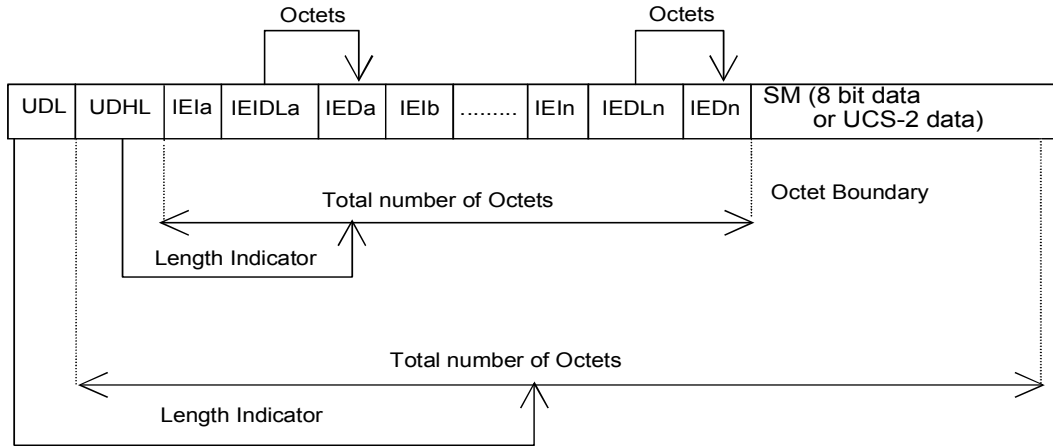 Octets Octets
UDL UDHL IEIa IEIDLa IEDa IEIb ......... IEIn IEDLn IEDn SM (8 bit data
or UCS-2 data)
Total number of Octets Octet Boundary
Length Indicator
Total number of Octets
Length Indicator